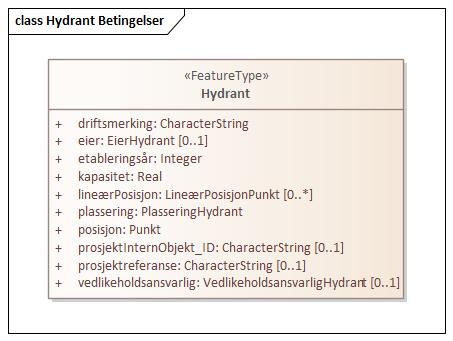 class Hydrant Betingelser
«FeatureType»
Hydrant
+ driftsmerking: CharacterString
+ eier: EierHydrant [0..1]
+ etableringsår: Integer
+ kapasitet: Real
+ lineærPosisjon: LineærPosisjonPunkt [0..*]
+ plassering: PlasseringHydrant
+ posisjon: Punkt
+ prosjektInternObjekt_ID: CharacterString [0..1]
+ prosjektreferanse: CharacterString [0..1]
+ vedlikeholdsansvarlig: VedlikeholdsansvarligHydrant [0..1]